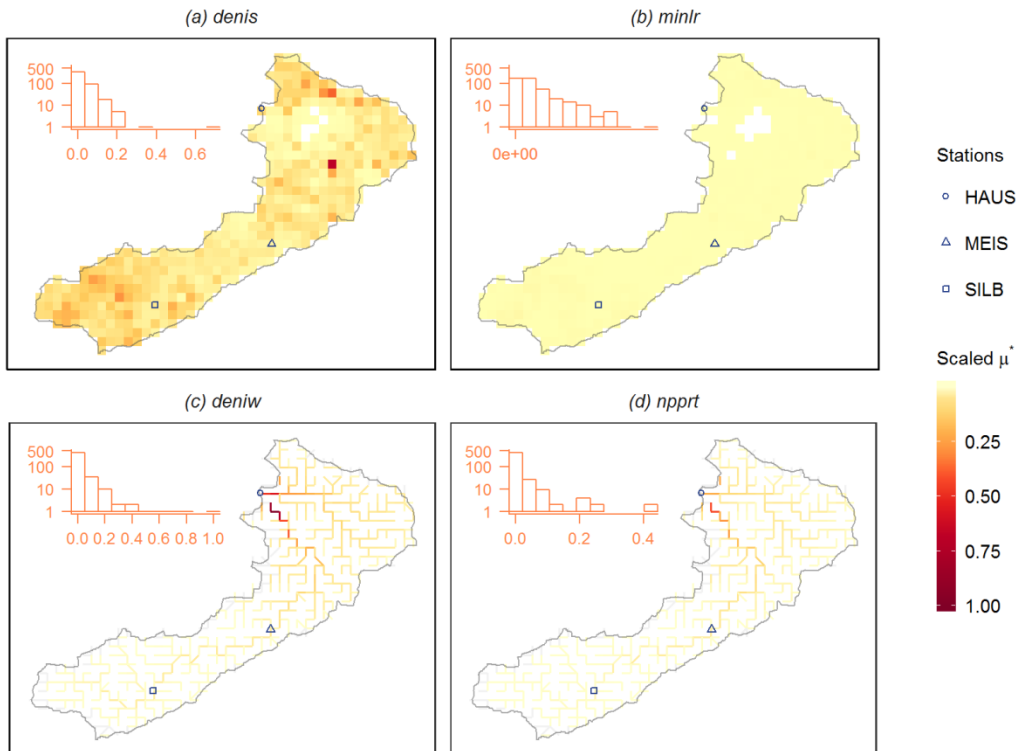 (a) denis
(b) minlr
500
100
10
1
0.0 0.2 0.4 0.6
500
100
10
1
0e+00
Stations
HAUS
MEIS
SILB
Scaled μ*
0.25
0.50
0.75
1.00
(c) deniw
(d) npprt
500
100
10
1
0.0 0.2 0.4 0.6 0.8 1.0
500
100
10
1
0.0 0.2 0.4